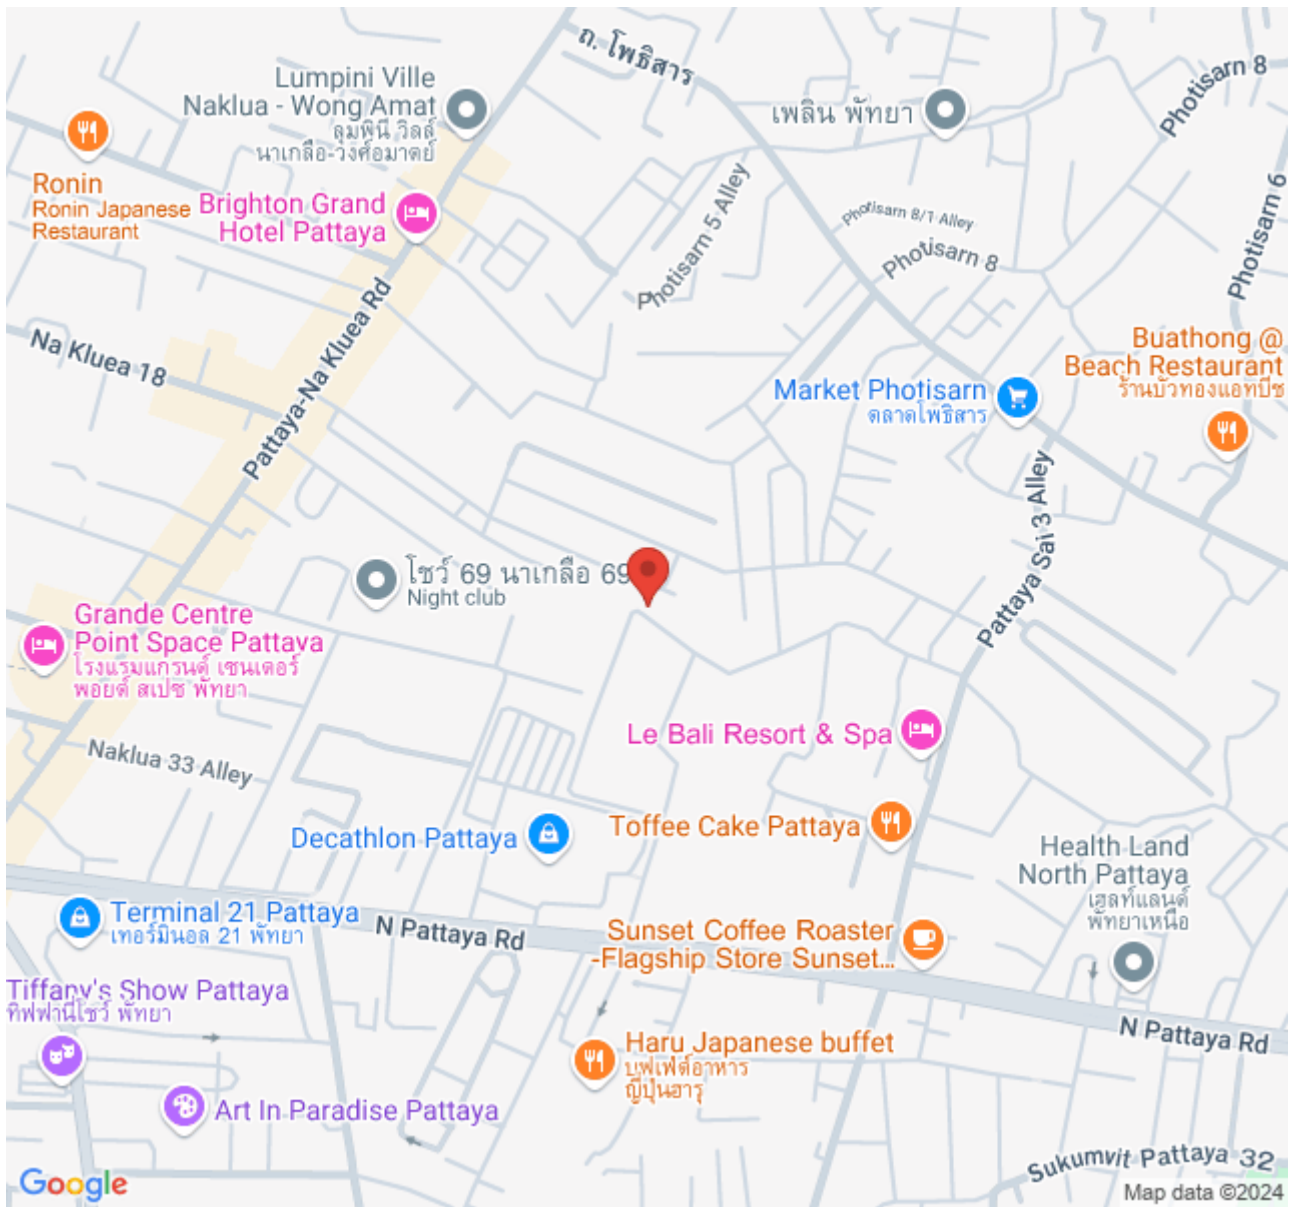 ถ. โพธิสาร
Photisarn 8
Lumpini Ville
Naklua - Wong Amat
ลุมพินี วิลล์
นาเกลือ-วงศ์อมาตย์
เพลิน พัทยา
Ronin
Ronin Japanese
Restaurant
Brighton Grand
Hotel Pattaya
Photisarn 5 Alley
Photisarn 8/1 Alley
Photisarn 8
Photisarn 6
Na Kluea 18
Pattaya-Na Kluea Rd
Buathong @
Beach Restaurant
ร้านบัวทองแอทบีช
Market Photisarn
ตลาดโพธิสาร
Pattaya Sai 3 Alley
โชว์ 69 นาเกลือ 69
Night club
Grande Centre
Point Space Pattaya
โรงแรมแกรนด์ เซนเตอร์
พอยต์ สเปซ พัทยา
Le Bali Resort & Spa
Naklua 33 Alley
Decathlon Pattaya
Toffee Cake Pattaya
Health Land
North Pattaya
เฮลท์แลนด์
พัทยาเหนือ
Terminal 21 Pattaya
เทอร์มินอล 21 พัทยา
N Pattaya Rd
Sunset Coffee Roaster
-Flagship Store Sunset...
Tiffany's Show Pattaya
ทิฟฟานี่โชว์ พัทยา
N Pattaya Rd
Haru Japanese buffet
บุฟเฟ่ต์อาหาร
ญี่ปุ่นฮารุ
Art In Paradise Pattaya
Sukumvit Pattaya 32
Google
Map data ©2024